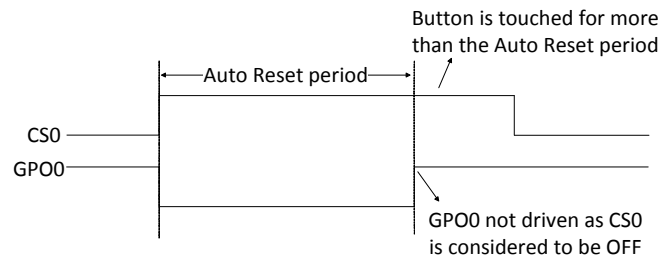 Button is touched for more
than the Auto Reset period
Auto Reset period
CS0
GPO0
GPO0 not driven as CS0
is considered to be OFF